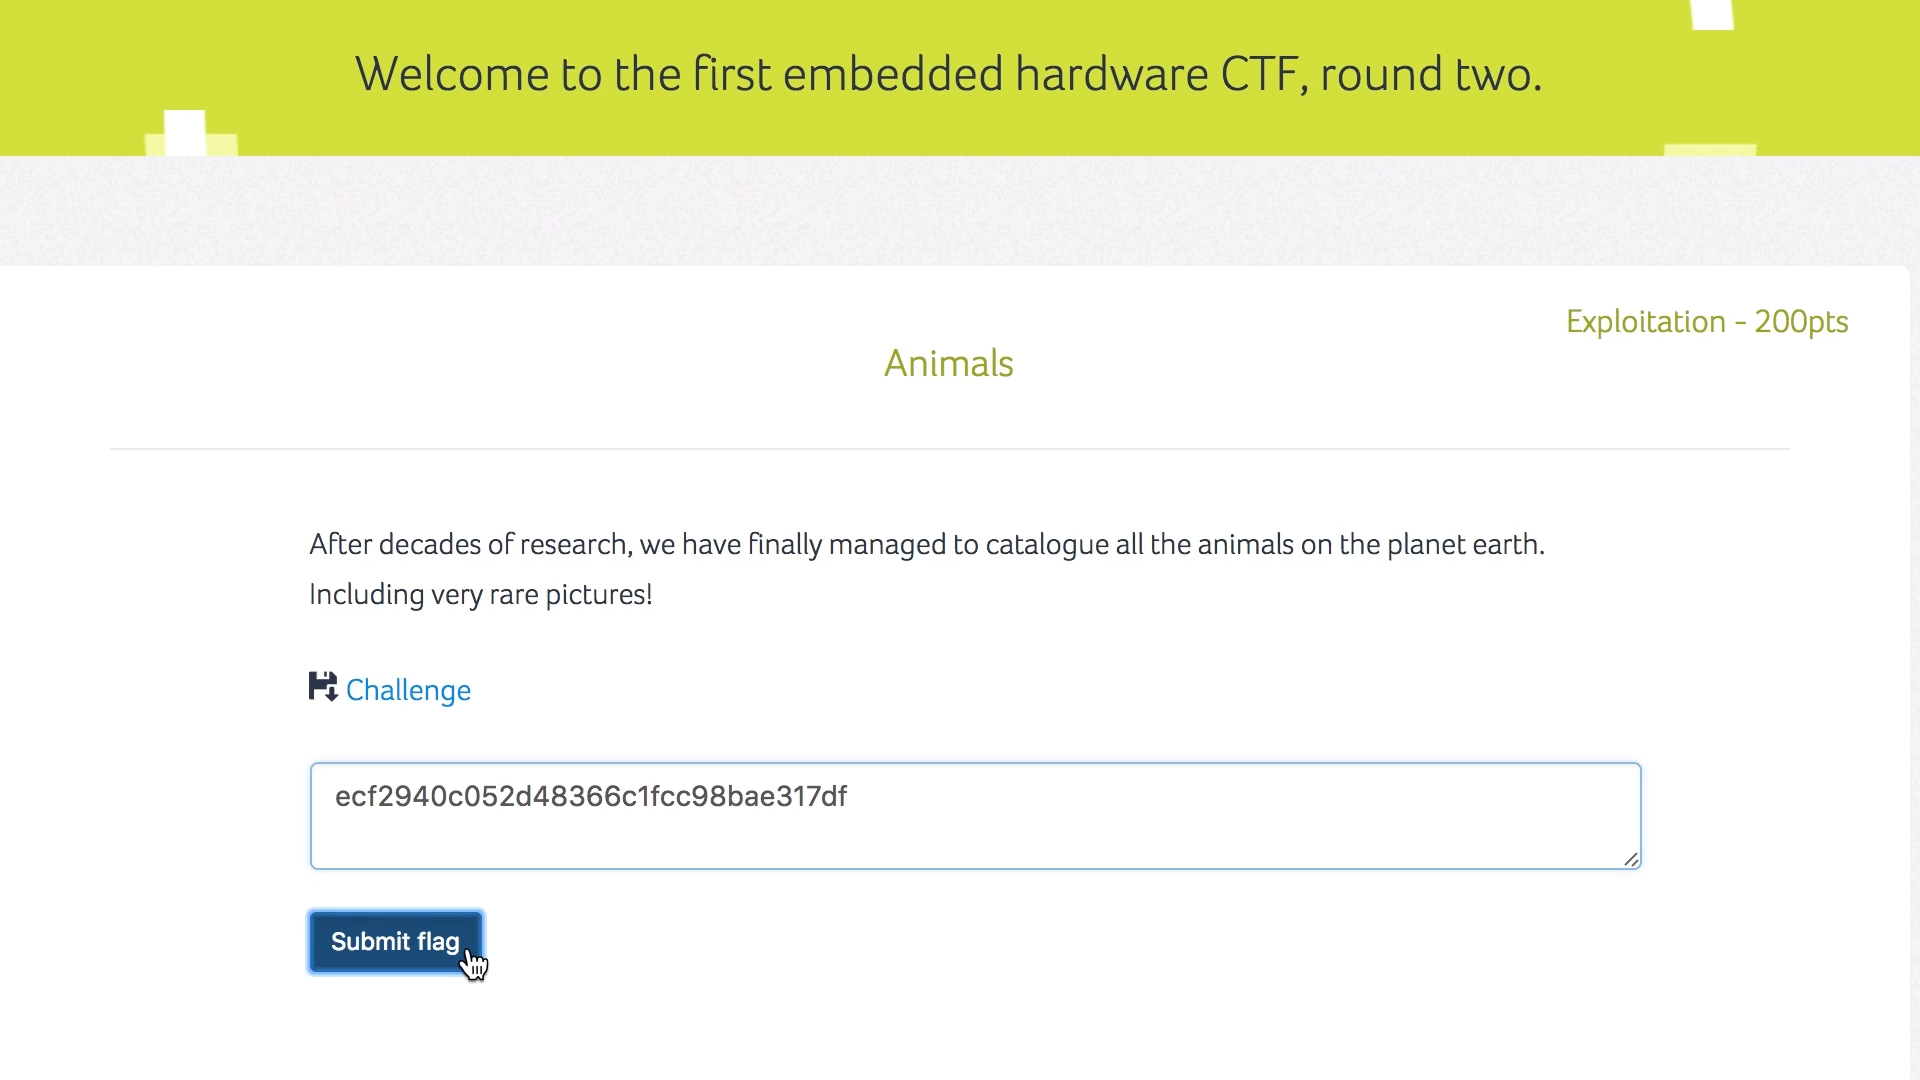 Welcome to the first embedded hardware CTF, round two.
Exploitation - 200pts
Animals
After decades of research, we have finally managed to catalogue all the animals on the planet earth.
Including very rare pictures!
Challenge
ecf2940c052d48366c1fcc98bae317df
Submit flag